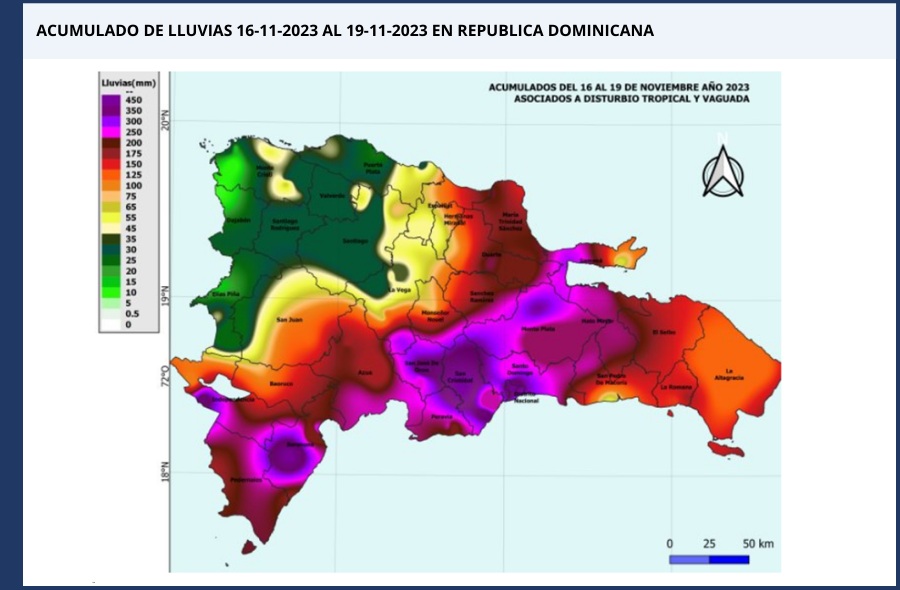 ACUMULADO DE LLUVIAS 16-11-2023 AL 19-11-2023 EN REPUBLICA DOMINICANA
ACUMULADOS DEL 16 AL 19 DE NOVIEMBRE AÑO 2023
ASOCIADOS A DISTURBIO TROPICAL Y VAGUADA
Lluvias(mm)
--
450
350
300
250
200
175
150
125
100
75
65
55
45
35
30
25
20
15
10
5
0.5
0
20°N
19°N
18°N
N
Monte
Cristi
Puerto
Plata
Valverde
Dajabón
Santiago
Rodríguez
Santiago
Espaillat
Hermanas
Mirabal
María
Trinidad
Sánchez
Duarte
Samaná
Elías Piña
La Vega
Sánchez
Ramírez
San Juan
Monseñor
Nouel
Monte Plata
Hato Mayor
El Seibo
La
Altagracia
Azua
San José De
Ocoa
San
Cristóbal
Santo
Domingo
San Pedro
De Macorís
La Romana
Baoruco
Distrito
Nacional
Peravia
Barahona
Pedernales
0 25 50 km